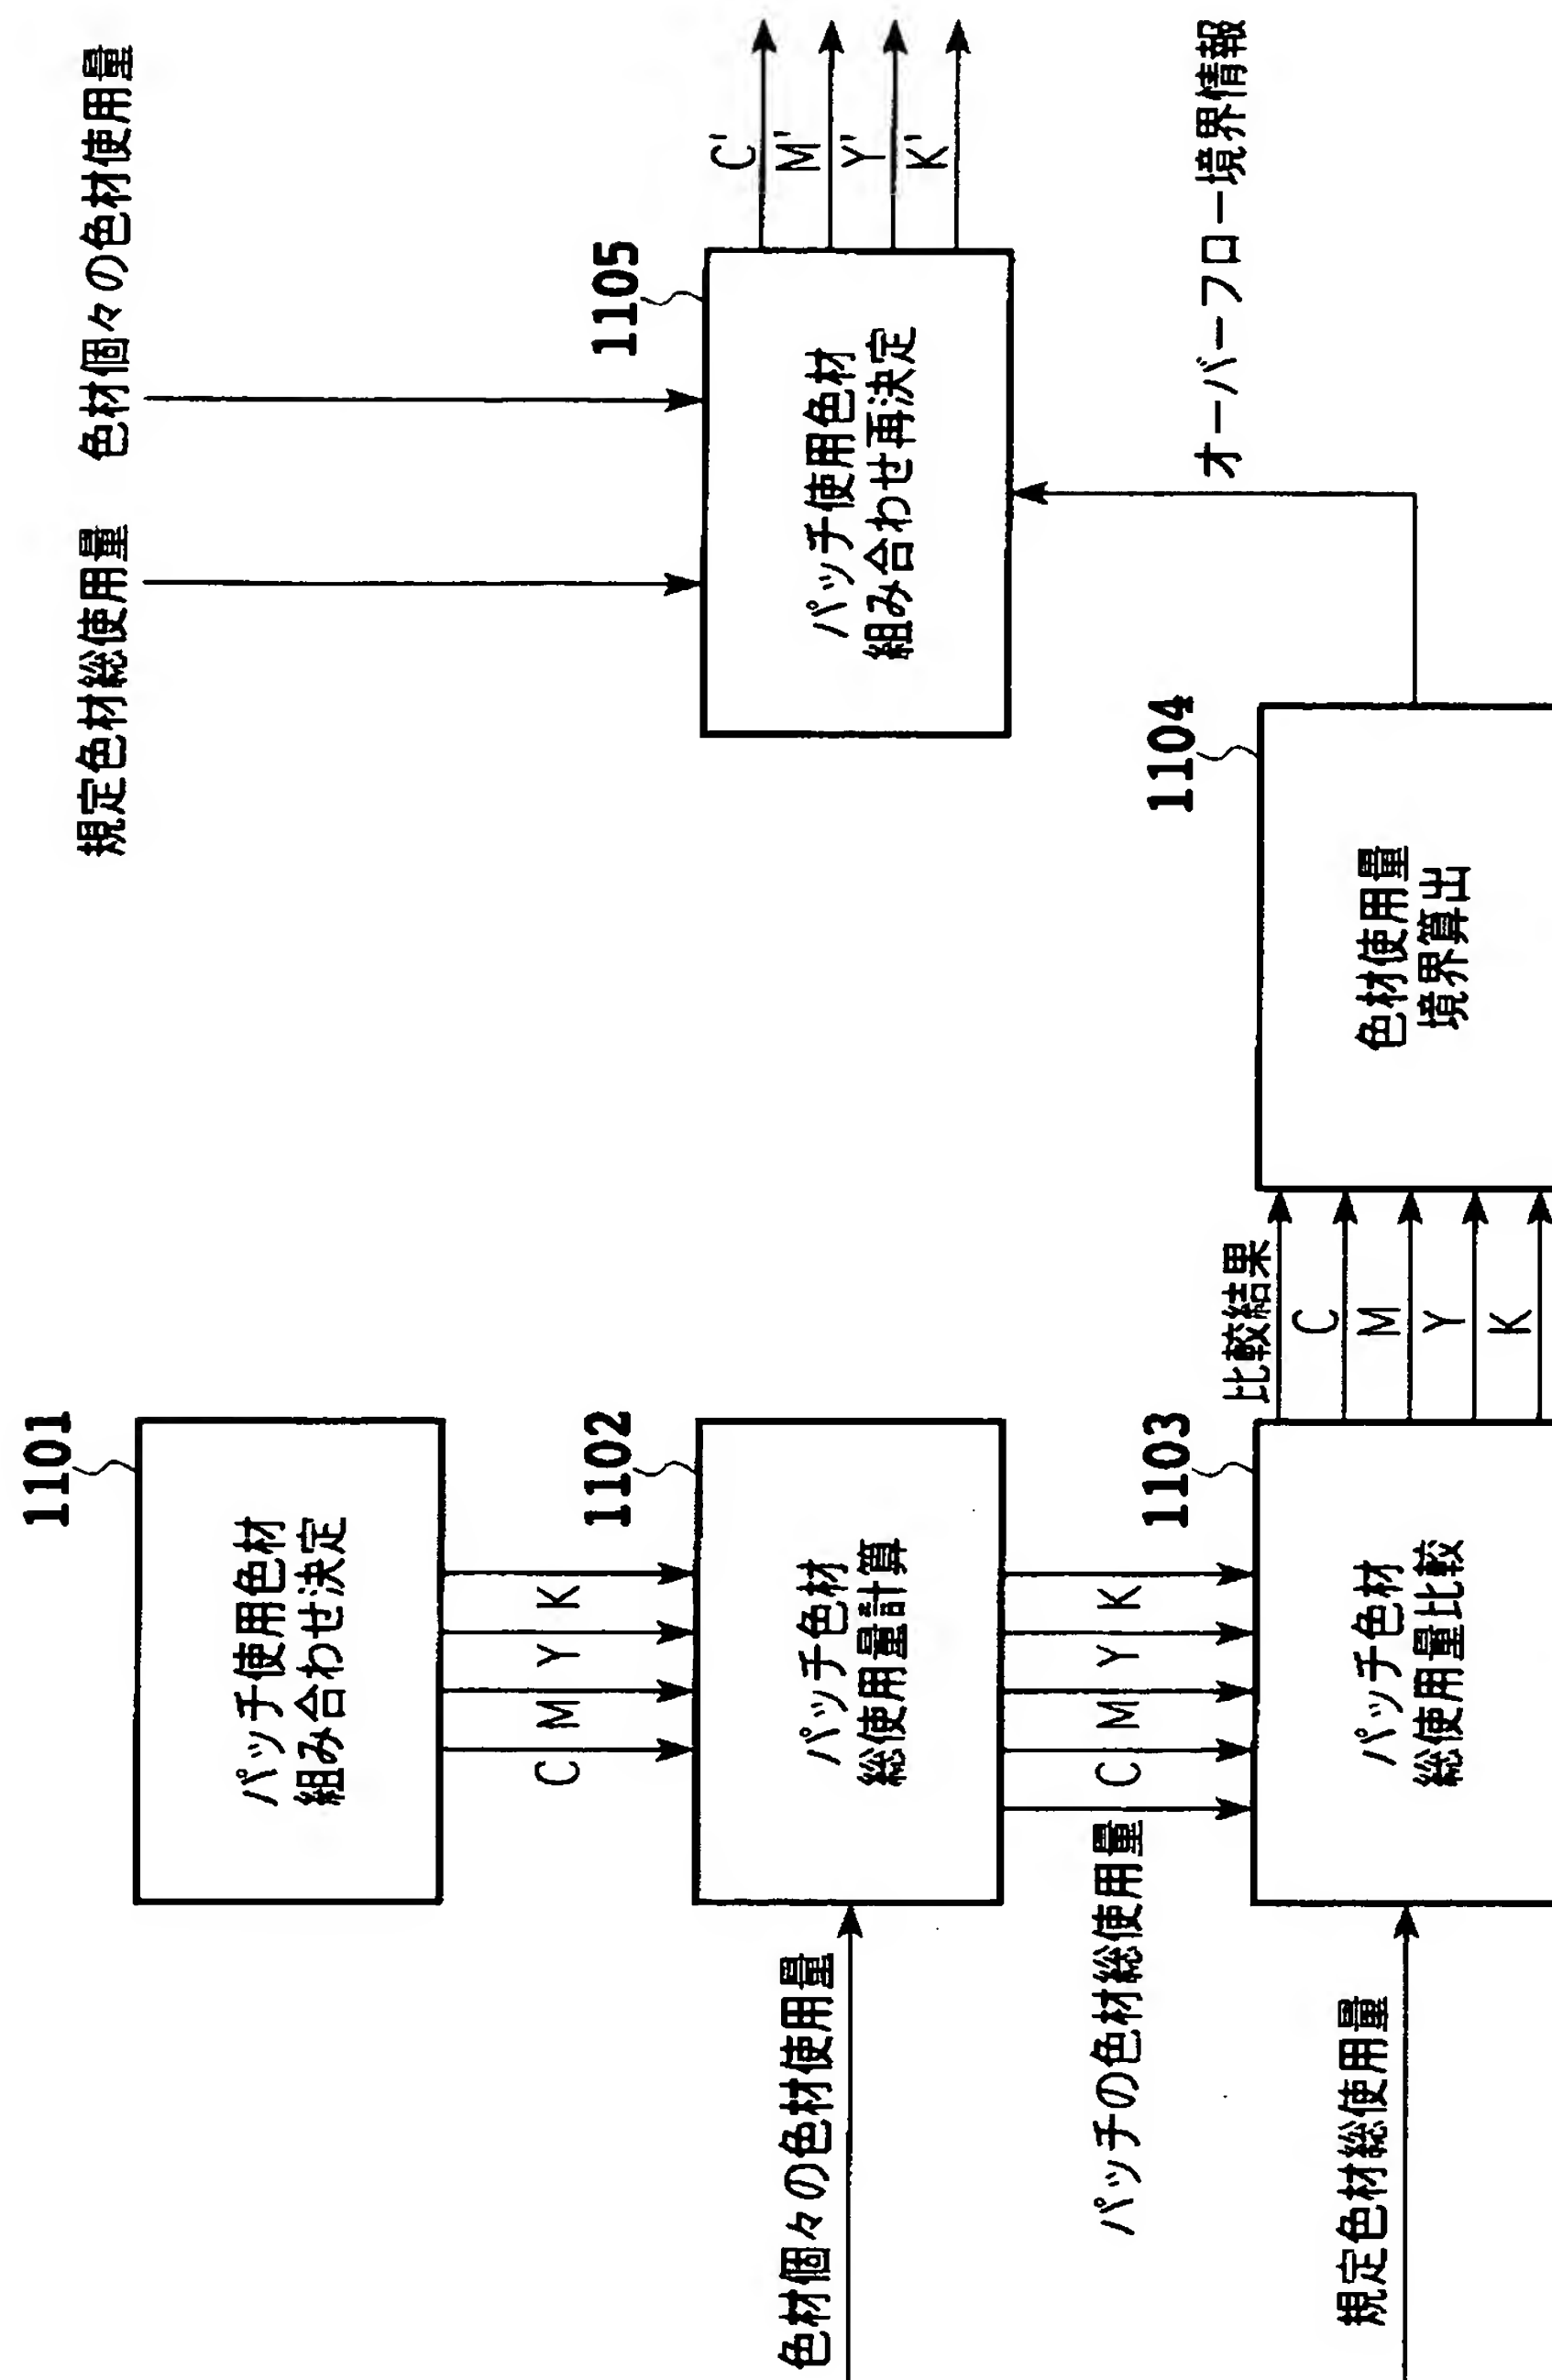 1101
パッチ使用色材
組み合わせ決定
C
M
Y
K
色材個々の色材使用量
1102
パッチ色材
総使用量計算
パッチの色材総使用量
C
M
Y
K
規定色材総使用量
1103
パッチ色材
総使用量比較
比較結果
C
M
Y
K
1104
色材使用量
境界算出
オーバーフロー境界情報
規定色材総使用量
色材個々の色材使用量
1105
パッチ使用色材
組み合わせ再決定
C'
M'
Y'
K'